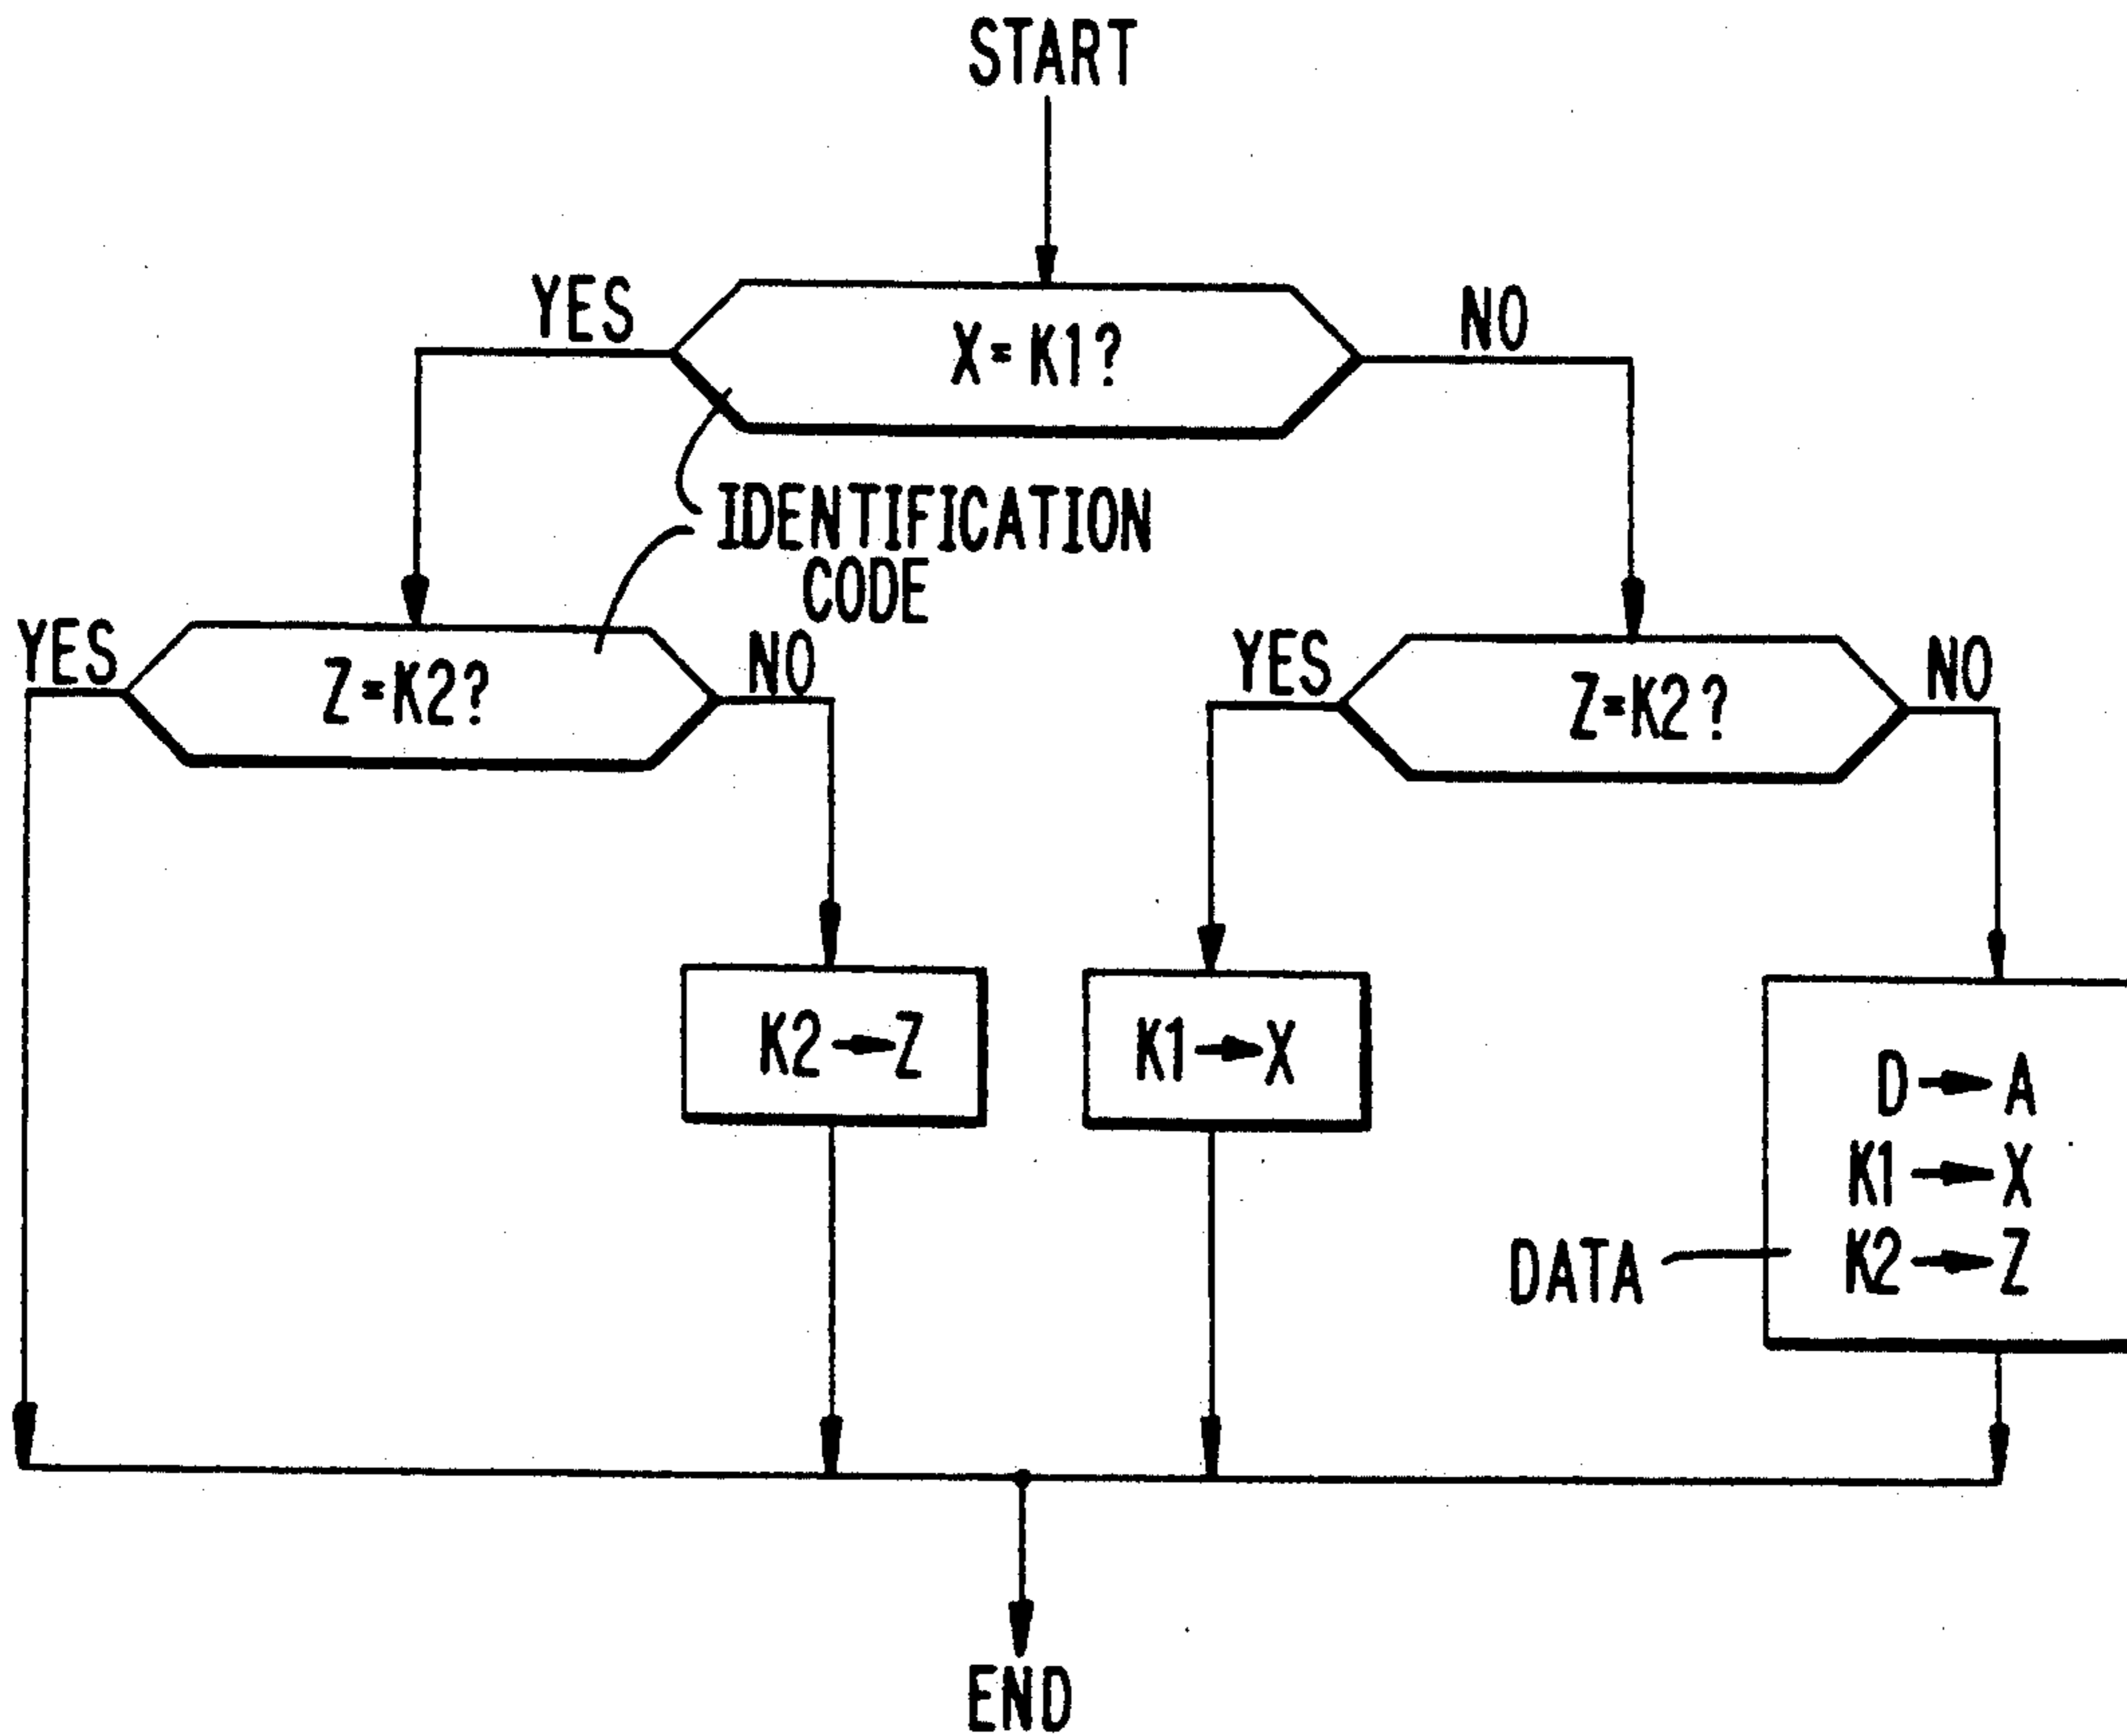 START
YES
X=K1?
NO
IDENTIFICATION
CODE
YES
Z=K2?
NO
YES
Z=K2?
NO
K2→Z
K1→X
D→A
K1→X
K2→Z
DATA
END